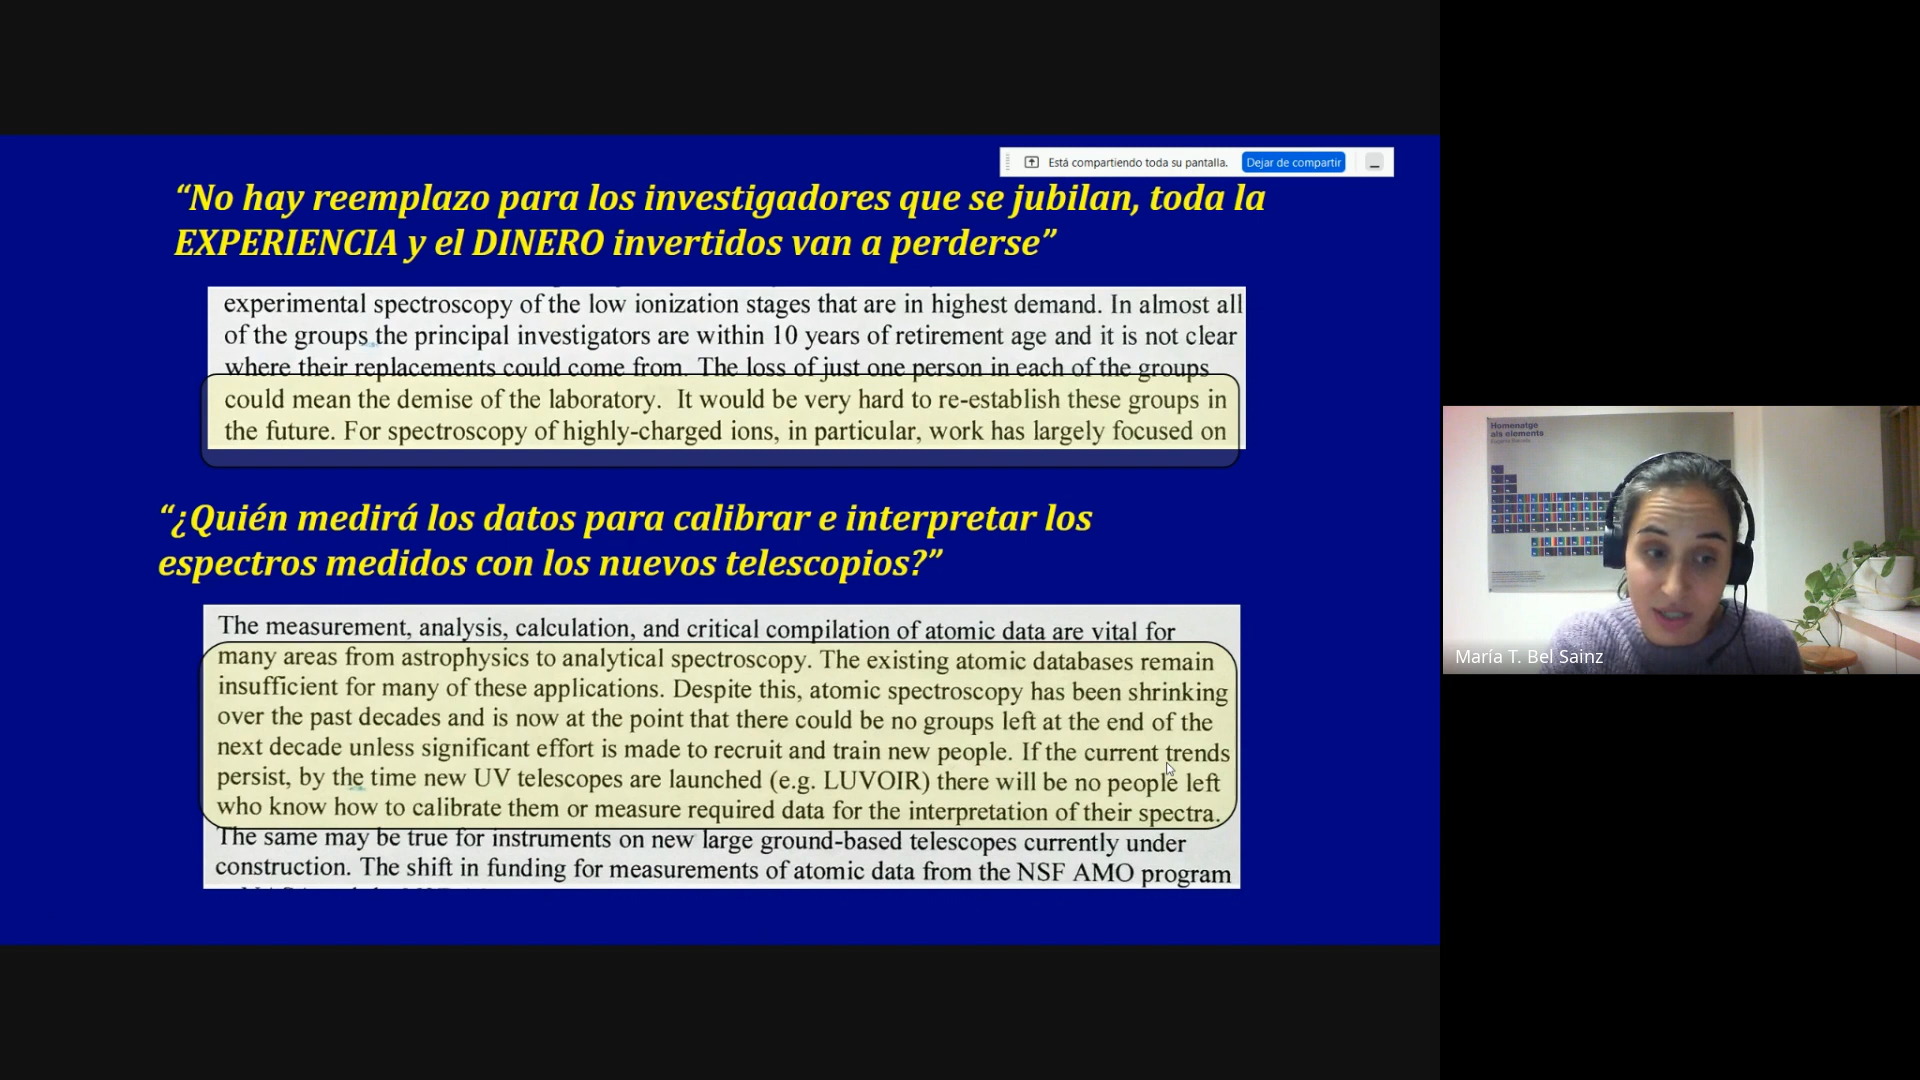 Está compartiendo toda su pantalla. Dejar de compartir
“No hay reemplazo para los investigadores que se jubilan, toda la
EXPERIENCIA y el DINERO invertidos van a perderse”
experimental spectroscopy of the low ionization stages that are in highest demand. In almost all
of the groups the principal investigators are within 10 years of retirement age and it is not clear
where their replacements could come from. The loss of just one person in each of the groups
could mean the demise of the laboratory. It would be very hard to re-establish these groups in
the future. For spectroscopy of highly-charged ions, in particular, work has largely focused on
“¿Quién medirá los datos para calibrar e interpretar los
espectros medidos con los nuevos telescopios?”
The measurement, analysis, calculation, and critical compilation of atomic data are vital for
many areas from astrophysics to analytical spectroscopy. The existing atomic databases remain
insufficient for many of these applications. Despite this, atomic spectroscopy has been shrinking
over the past decades and is now at the point that there could be no groups left at the end of the
next decade unless significant effort is made to recruit and train new people. If the current trends
persist, by the time new UV telescopes are launched (e.g. LUVOIR) there will be no people left
who know how to calibrate them or measure required data for the interpretation of their spectra.
The same may be true for instruments on new large ground-based telescopes currently under
construction. The shift in funding for measurements of atomic data from the NSF AMO program
Homenatge
als elements
María T. Bel Sainz